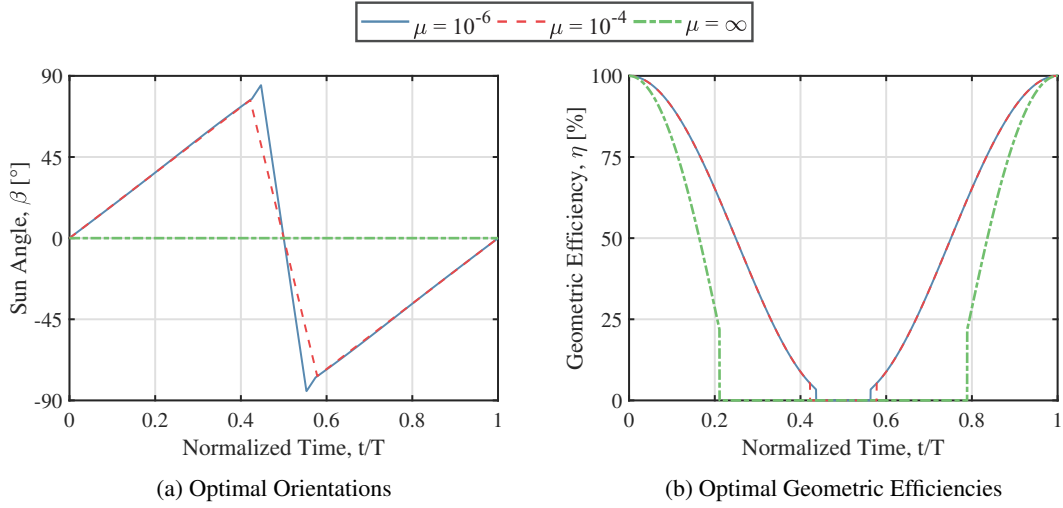 μ = 10⁻⁶ μ = 10⁻⁴ μ = ∞
90
45
0
-45
-90
Sun Angle, β [°]
0 0.2 0.4 0.6 0.8 1
Normalized Time, t/T
(a) Optimal Orientations
100
75
50
25
0
Geometric Efficiency, η [%]
0 0.2 0.4 0.6 0.8 1
Normalized Time, t/T
(b) Optimal Geometric Efficiencies